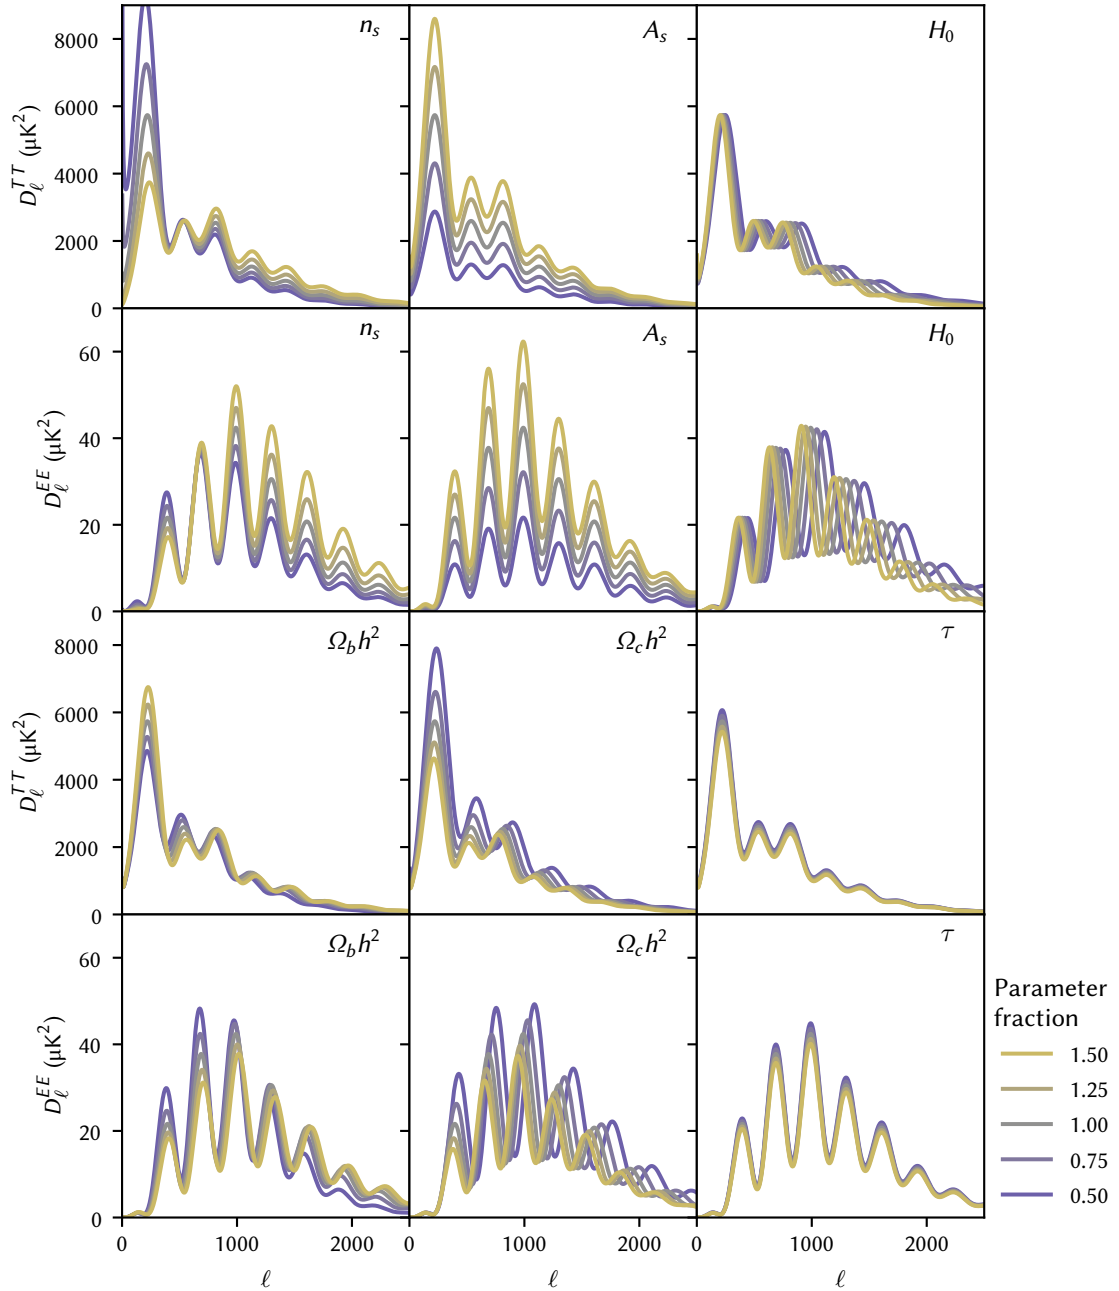 n_s
A_s
H_0
8000
6000
4000
2000
0
D_ℓ^{TT} (μK²)
n_s
A_s
H_0
60
40
20
0
D_ℓ^{EE} (μK²)
Ω_b h²
Ω_c h²
τ
8000
6000
4000
2000
0
D_ℓ^{TT} (μK²)
Ω_b h²
Ω_c h²
τ
60
40
20
0
D_ℓ^{EE} (μK²)
0 1000 2000 0 1000 2000 0 1000 2000
ℓ ℓ ℓ
Parameter
fraction
1.50
1.25
1.00
0.75
0.50